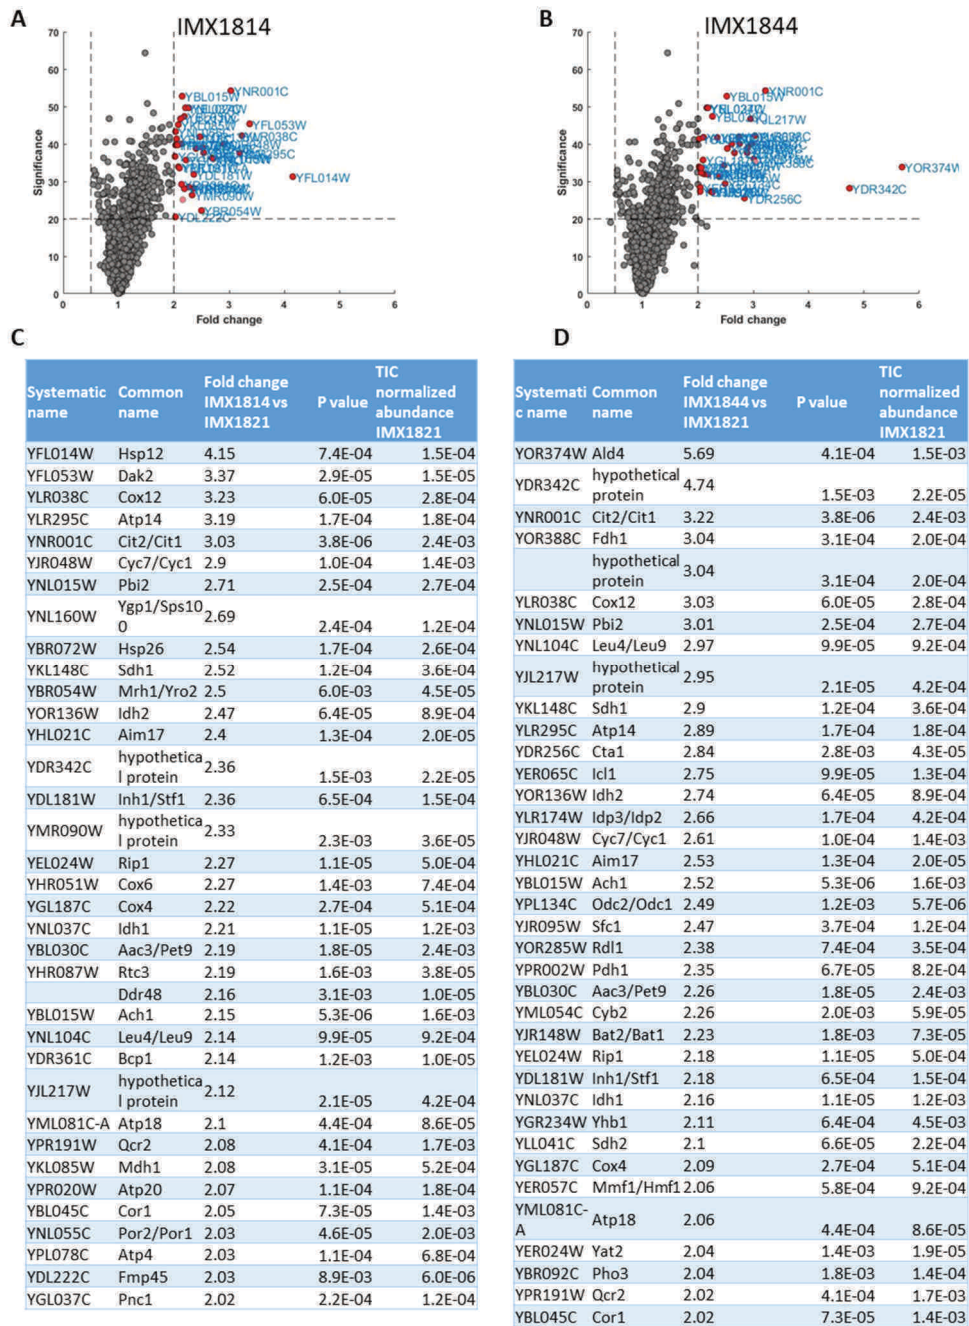 A
IMX1814
70
60
50
40
30
20
10
0
Significance
YNR001C
YBL015W
YFL053W
YFL014W
YDL181W
YMR090W
YBR054W
YDL222C
0 1 2 3 4 5 6
Fold change
B
IMX1844
70
60
50
40
30
20
10
0
Significance
YNR001C
YBL015W
YJL217W
YOR374W
YDR342C
YDR256C
0 1 2 3 4 5 6
Fold change
C
Systematic name Common name Fold change IMX1814 vs IMX1821 P value TIC normalized abundance IMX1821
YFL014W Hsp12 4.15 7.4E-04 1.5E-04
YFL053W Dak2 3.37 2.9E-05 1.5E-05
YLR038C Cox12 3.23 6.0E-05 2.8E-04
YLR295C Atp14 3.19 1.7E-04 1.8E-04
YNR001C Cit2/Cit1 3.03 3.8E-06 2.4E-03
YJR048W Cyc7/Cyc1 2.9 1.0E-04 1.4E-03
YNL015W Pbi2 2.71 2.5E-04 2.7E-04
YNL160W Ygp1/Sps100 2.69 2.4E-04 1.2E-04
YBR072W Hsp26 2.54 1.7E-04 2.6E-04
YKL148C Sdh1 2.52 1.2E-04 3.6E-04
YBR054W Mrh1/Yro2 2.5 6.0E-03 4.5E-05
YOR136W Idh2 2.47 6.4E-05 8.9E-04
YHL021C Aim17 2.4 1.3E-04 2.0E-05
YDR342C hypothetical protein 2.36 1.5E-03 2.2E-05
YDL181W Inh1/Stf1 2.36 6.5E-04 1.5E-04
YMR090W hypothetical protein 2.33 2.3E-03 3.6E-05
YEL024W Rip1 2.27 1.1E-05 5.0E-04
YHR051W Cox6 2.27 1.4E-03 7.4E-04
YGL187C Cox4 2.22 2.7E-04 5.1E-04
YNL037C Idh1 2.21 1.1E-05 1.2E-03
YBL030C Aac3/Pet9 2.19 1.8E-05 2.4E-03
YHR087W Rtc3 2.19 1.6E-03 3.8E-05
Ddr48 2.16 3.1E-03 1.0E-05
YBL015W Ach1 2.15 5.3E-06 1.6E-03
YNL104C Leu4/Leu9 2.14 9.9E-05 9.2E-04
YDR361C Bcp1 2.14 1.2E-03 1.0E-05
YJL217W hypothetical protein 2.12 2.1E-05 4.2E-04
YML081C-A Atp18 2.1 4.4E-04 8.6E-05
YPR191W Qcr2 2.08 4.1E-04 1.7E-03
YKL085W Mdh1 2.08 3.1E-05 5.2E-04
YPR020W Atp20 2.07 1.1E-04 1.8E-04
YBL045C Cor1 2.05 7.3E-05 1.4E-03
YNL055C Por2/Por1 2.03 4.6E-05 2.0E-03
YPL078C Atp4 2.03 1.1E-04 6.8E-04
YDL222C Fmp45 2.03 8.9E-03 6.0E-06
YGL037C Pnc1 2.02 2.2E-04 1.2E-04
D
Systematic name Common name Fold change IMX1844 vs IMX1821 P value TIC normalized abundance IMX1821
YOR374W Ald4 5.69 4.1E-04 1.5E-03
YDR342C hypothetical protein 4.74 1.5E-03 2.2E-05
YNR001C Cit2/Cit1 3.22 3.8E-06 2.4E-03
YOR388C Fdh1 3.04 3.1E-04 2.0E-04
hypothetical protein 3.04 3.1E-04 2.0E-04
YLR038C Cox12 3.03 6.0E-05 2.8E-04
YNL015W Pbi2 3.01 2.5E-04 2.7E-04
YNL104C Leu4/Leu9 2.97 9.9E-05 9.2E-04
YJL217W hypothetical protein 2.95 2.1E-05 4.2E-04
YKL148C Sdh1 2.9 1.2E-04 3.6E-04
YLR295C Atp14 2.89 1.7E-04 1.8E-04
YDR256C Cta1 2.84 2.8E-03 4.3E-05
YER065C Icl1 2.75 9.9E-05 1.3E-04
YOR136W Idh2 2.74 6.4E-05 8.9E-04
YLR174W Idp3/Idp2 2.66 1.7E-04 4.2E-04
YJR048W Cyc7/Cyc1 2.61 1.0E-04 1.4E-03
YHL021C Aim17 2.53 1.3E-04 2.0E-05
YBL015W Ach1 2.52 5.3E-06 1.6E-03
YPL134C Odc2/Odc1 2.49 1.2E-03 5.7E-06
YJR095W Sfc1 2.47 3.7E-04 1.2E-04
YOR285W Rdl1 2.38 7.4E-04 3.5E-04
YPR002W Pdh1 2.35 6.7E-05 8.2E-04
YBL030C Aac3/Pet9 2.26 1.8E-05 2.4E-03
YML054C Cyb2 2.26 2.0E-03 5.9E-05
YJR148W Bat2/Bat1 2.23 1.8E-03 7.3E-05
YEL024W Rip1 2.18 1.1E-05 5.0E-04
YDL181W Inh1/Stf1 2.18 6.5E-04 1.5E-04
YNL037C Idh1 2.16 1.1E-05 1.2E-03
YGR234W Yhb1 2.11 6.4E-04 4.5E-03
YLL041C Sdh2 2.1 6.6E-05 2.2E-04
YGL187C Cox4 2.09 2.7E-04 5.1E-04
YER057C Mmf1/Hmf1 2.06 5.8E-04 9.2E-04
YML081C-A Atp18 2.06 4.4E-04 8.6E-05
YER024W Yat2 2.04 1.4E-03 1.9E-05
YBR092C Pho3 2.04 1.8E-03 1.4E-04
YPR191W Qcr2 2.02 4.1E-04 1.7E-03
YBL045C Cor1 2.02 7.3E-05 1.4E-03